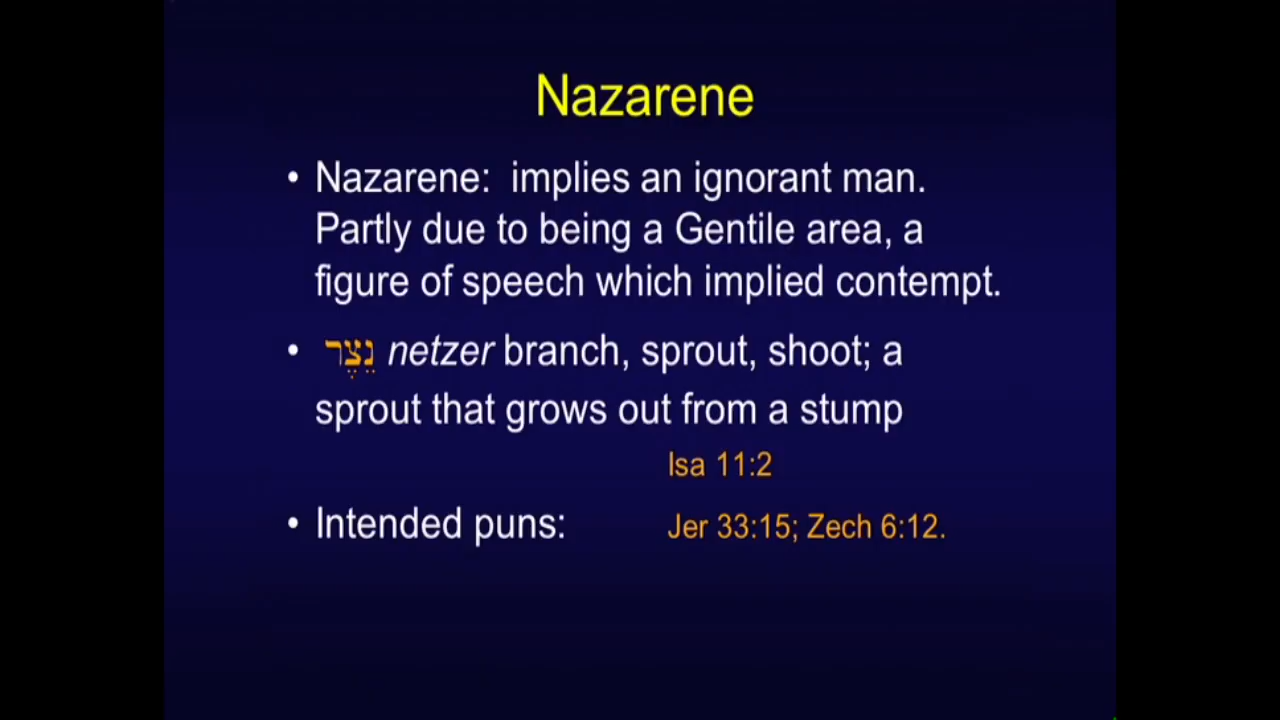 Nazarene
• Nazarene: implies an ignorant man.
Partly due to being a Gentile area, a
figure of speech which implied contempt.
• נֵצֶר netzer branch, sprout, shoot; a
sprout that grows out from a stump
Isa 11:2
• Intended puns: Jer 33:15; Zech 6:12.